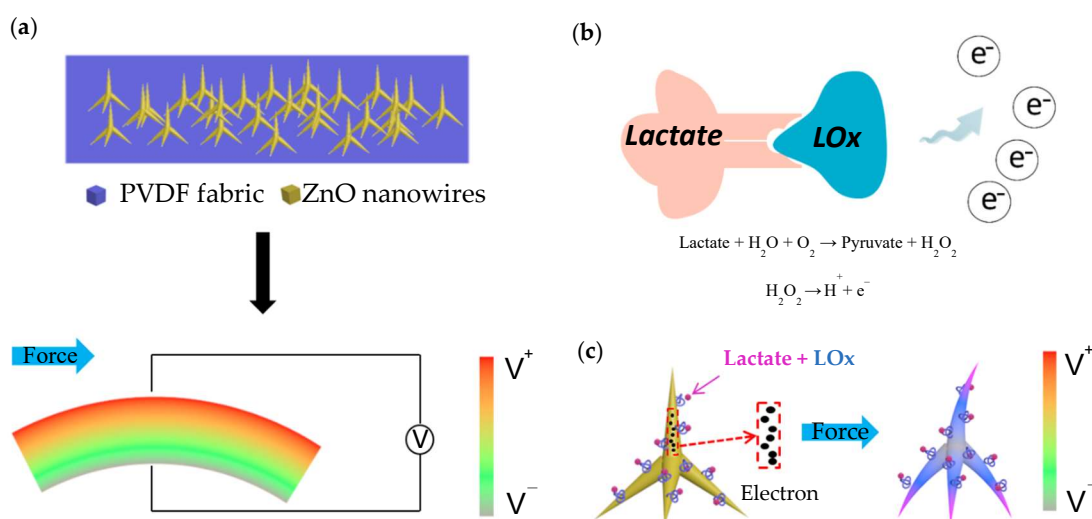 (a)
PVDF fabric ZnO nanowires
Force
V⁺
V
V⁻
(b)
Lactate LOx
e⁻
e⁻
e⁻
e⁻
Lactate + H₂O + O₂ → Pyruvate + H₂O₂
H₂O₂ → H⁺ + e⁻
(c)
Lactate + LOx
Force
Electron
V⁺
V⁻